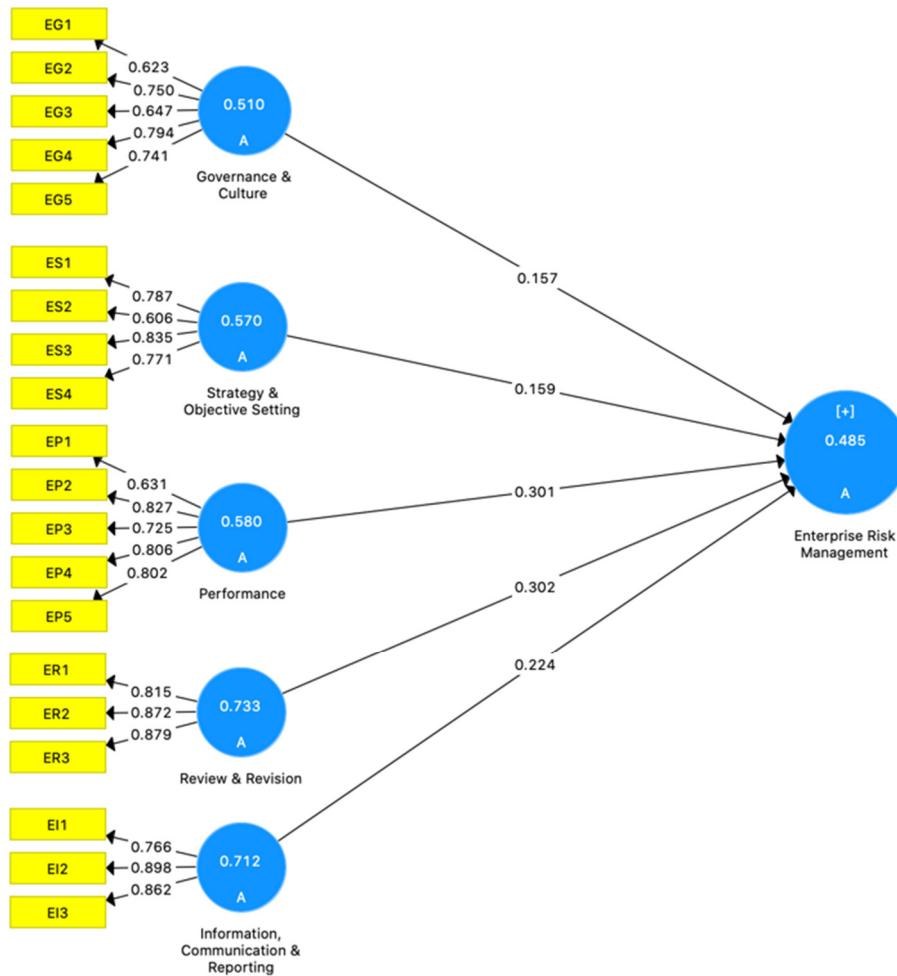 EG1
EG2
EG3
EG4
EG5
0.623
0.750
0.647
0.794
0.741
0.510
A
Governance &
Culture
0.157
ES1
ES2
ES3
ES4
0.787
0.606
0.835
0.771
0.570
A
Strategy &
Objective Setting
0.159
EP1
EP2
EP3
EP4
EP5
0.631
0.827
0.725
0.806
0.802
0.580
A
Performance
0.301
ER1
ER2
ER3
0.815
0.872
0.879
0.733
A
Review & Revision
0.302
EI1
EI2
EI3
0.766
0.898
0.862
0.712
A
Information,
Communication &
Reporting
0.224
[+]
0.485
A
Enterprise Risk
Management